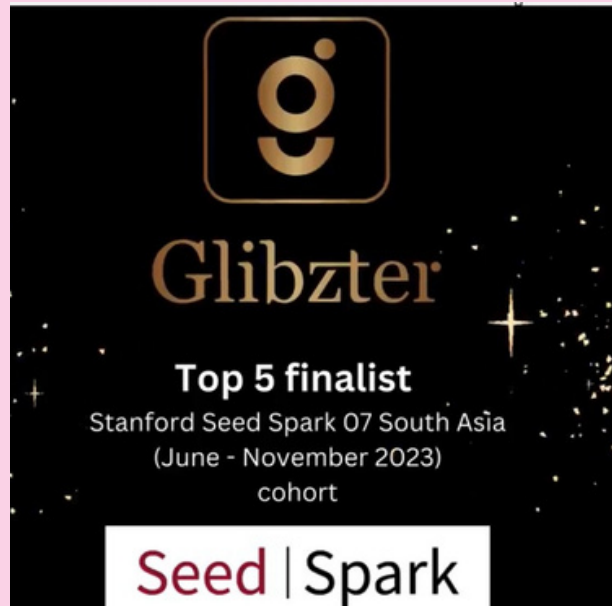 g
Glibzter
Top 5 finalist
Stanford Seed Spark 07 South Asia
(June - November 2023)
cohort
Seed | Spark